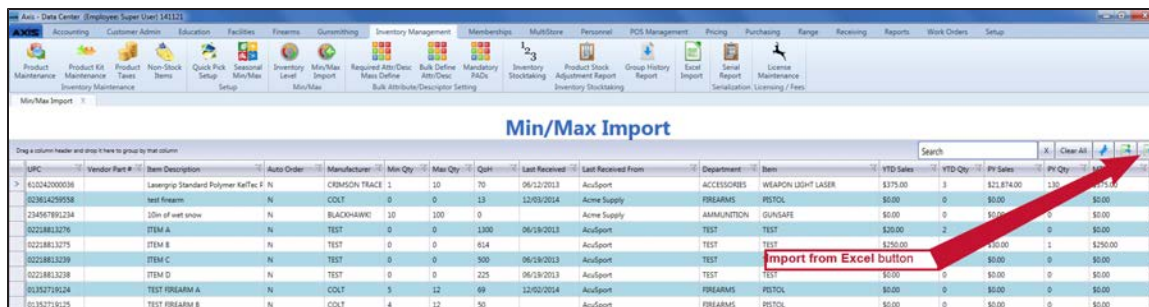 Axis - Data Center (Employee: Super User) 141121
AXIS Accounting Customer Admin Education Facilities Firearms Gunsmithing Inventory Management Memberships MultiStore Personnel POS Management Pricing Purchasing Range Receiving Reports Work Orders Setup
Product Maintenance Product Kit Maintenance Product Taxes Non-Stock Items Quick Pick Setup Seasonal Min/Max Inventory Level Min/Max Import Required Attr/Desc Mass Define Bulk Define Attr/Desc Mandatory PADs Inventory Stocktaking Product Stock Adjustment Report Group History Report Excel Import Serial Report License Maintenance
Inventory Maintenance Setup Min/Max Bulk Attribute/Descriptor Setting Inventory Stocktaking Serialization Licensing / Fees
Min/Max Import X
Min/Max Import
Drag a column header and drop it here to group by that column Search X Clear All
UPC Vendor Part # Item Description Auto Order Manufacturer Min Qty Max Qty QoH Last Received Last Received From Department Item YTD Sales YTD Qty PY Sales PY Qty
610242000036 Lasergrip Standard Polymer KelTec P N CRIMSON TRACE 1 10 70 06/12/2013 AcuSport ACCESSORIES WEAPON LIGHT LASER $375.00 3 $21,874.00 130 $375.00
023614259558 test firearm N COLT 0 0 13 12/03/2014 Acme Supply FIREARMS PISTOL $0.00 0 $0.00 0 $0.00
234567891234 10in of wet snow N BLACKHAWK! 10 100 0 Acme Supply AMMUNITION GUNSAFE $0.00 0 $0.00 0 $0.00
02218813276 ITEM A N TEST 0 0 1300 06/19/2013 AcuSport TEST TEST $20.00 2
02218813275 ITEM B N TEST 0 0 614 AcuSport TEST TEST $250.00 $30.00 1 $250.00
02218813239 ITEM C N TEST 0 0 500 06/19/2013 AcuSport TEST Import from Excel button $0.00
02218813238 ITEM D N TEST 0 0 225 06/19/2013 AcuSport TEST TEST $0.00 0 $0.00 0 $0.00
01352719124 TEST FIREARM A N COLT 5 12 69 12/02/2014 AcuSport FIREARMS PISTOL $0.00 0 $0.00 0 $0.00
01352719125 TEST FIREARM B N COLT 4 12 50 AcuSport FIREARMS PISTOL $0.00 0 $0.00 0 $0.00